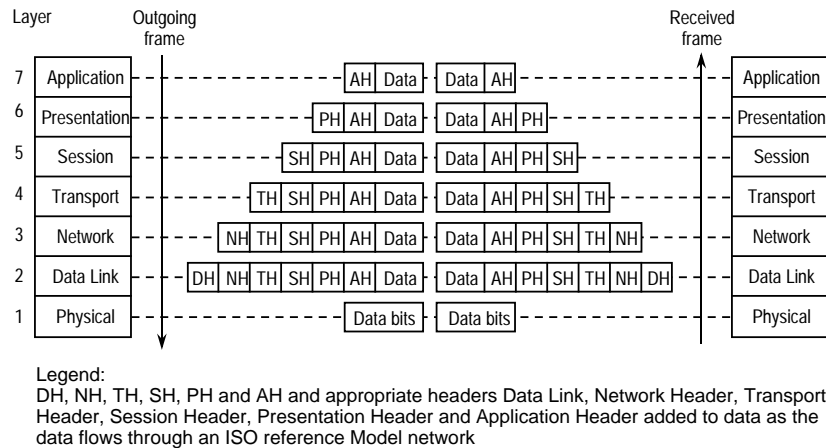 Layer Outgoing frame Received frame
7 Application AH Data Data AH Application
6 Presentation PH AH Data Data AH PH Presentation
5 Session SH PH AH Data Data AH PH SH Session
4 Transport TH SH PH AH Data Data AH PH SH TH Transport
3 Network NH TH SH PH AH Data Data AH PH SH TH NH Network
2 Data Link DH NH TH SH PH AH Data Data AH PH SH TH NH DH Data Link
1 Physical Data bits Data bits Physical
Legend:
DH, NH, TH, SH, PH and AH and appropriate headers Data Link, Network Header, Transport
Header, Session Header, Presentation Header and Application Header added to data as the
data flows through an ISO reference Model network